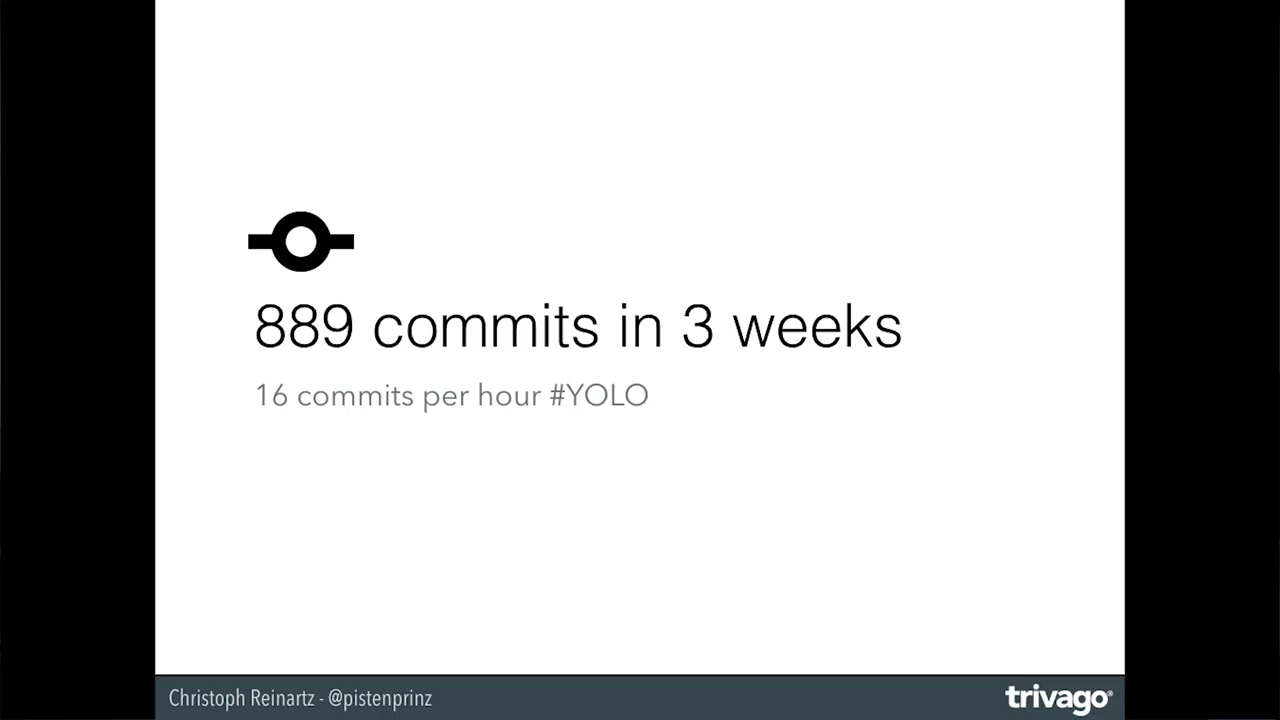 889 commits in 3 weeks
16 commits per hour #YOLO
Christoph Reinartz - @pistenprinz
trivago®